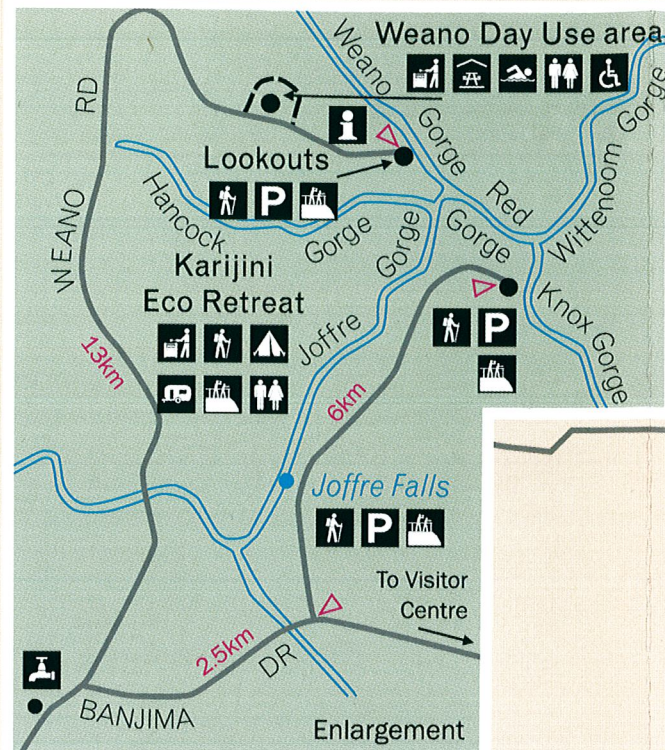 Weano Day Use area
Weano
Gorge
RD
WEANO
Lookouts
P
Hancock
Gorge
Red
Gorge
Wittenoom
Gorge
Karijini
Eco Retreat
Joffre
Gorge
Knox Gorge
P
13km
6km
Joffre Falls
P
To Visitor
Centre
2.5km
BANJIMA
DR
Enlargement